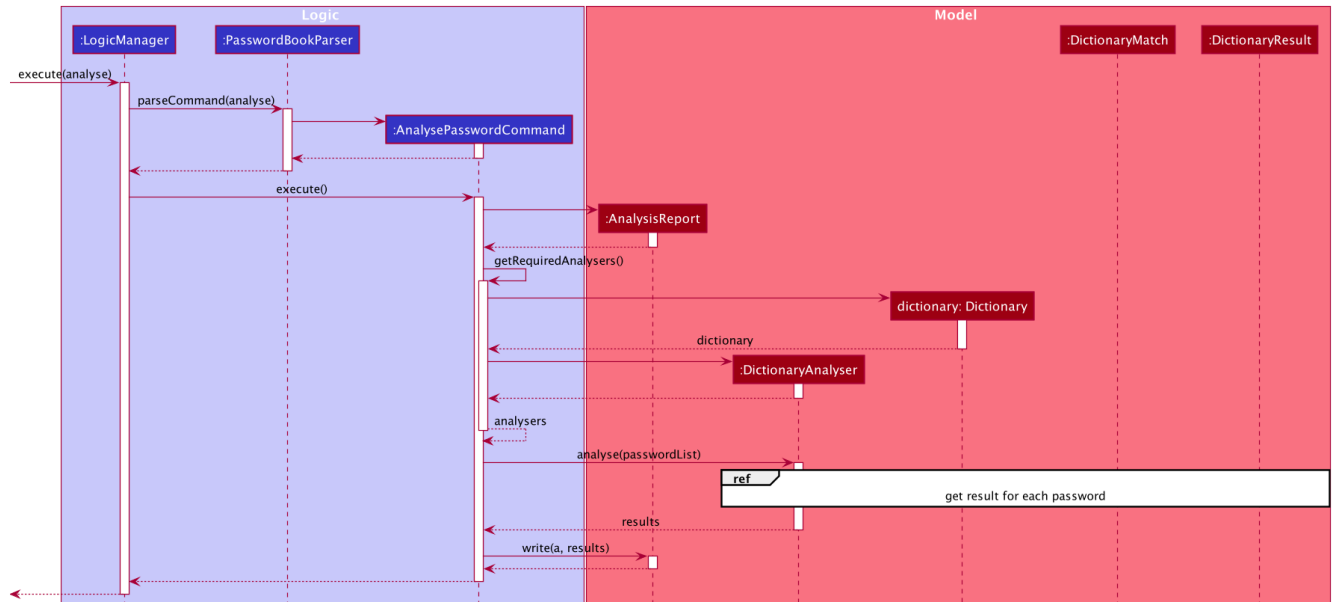 Logic
Model
:LogicManager
:PasswordBookParser
:DictionaryMatch
:DictionaryResult
execute(analyse)
parseCommand(analyse)
:AnalysePasswordCommand
execute()
:AnalysisReport
getRequiredAnalysers()
dictionary: Dictionary
dictionary
:DictionaryAnalyser
analysers
analyse(passwordList)
ref
get result for each password
results
write(a, results)